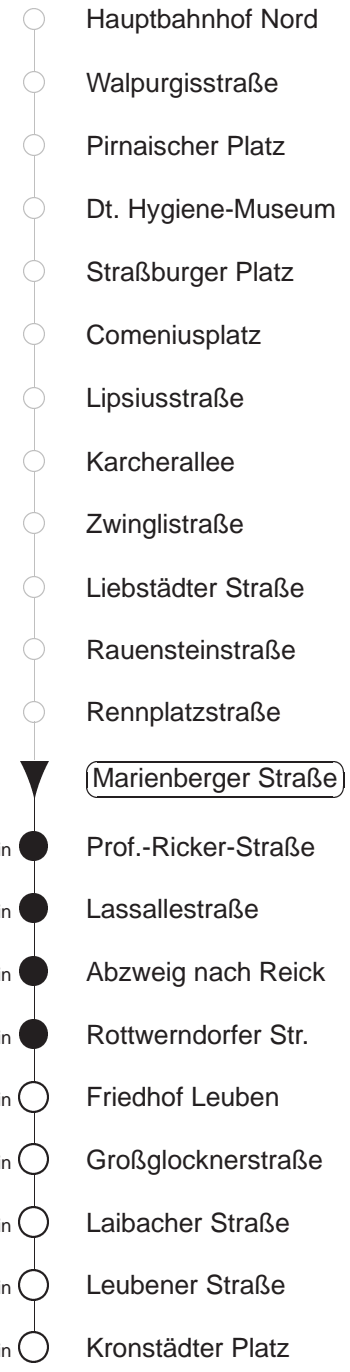 Hauptbahnhof Nord
Walpurgisstraße
Pirnaischer Platz
Dt. Hygiene-Museum
Straßburger Platz
Comeniusplatz
Lipsiusstraße
Karcherallee
Zwinglistraße
Liebstädter Straße
Rauensteinstraße
Rennplatzstraße
Marienberger Straße
Prof.-Ricker-Straße
Lassallestraße
Abzweig nach Reick
Rottwerndorfer Str.
Friedhof Leuben
Großglocknerstraße
Laibacher Straße
Leubener Straße
Kronstädter Platz